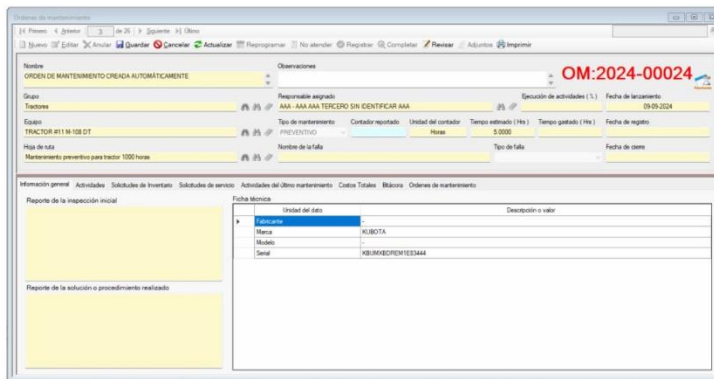 Ordenes de mantenimiento
Primero Anterior 3 de 26 Siguiente Último
Nuevo Editar Anular Guardar Cancelar Actualizar Reprogramar No atender Registrar Completar Revisar Adjuntos Imprimir
Nombre Observaciones
ORDEN DE MANTENIMIENTO CREADA AUTOMÁTICAMENTE
OM:2024-00024
Grupo Responsable asignado Ejecución de actividades ( % ) Fecha de lanzamiento
Tractores AAA - AAA AAA TERCERO SIN IDENTIFICAR AAA 09-09-2024
Equipo Tipo de mantenimiento Contador reportado Unidad del contador Tiempo estimado ( Hrs ) Tiempo gastado ( Hrs ) Fecha de registro
TRACTOR #11 M-108 DT PREVENTIVO Horas 5.0000
Hoja de ruta Nombre de la falla Tipo de falla Fecha de cierre
Mantenimiento preventivo para tractor 1000 horas
Información general Actividades Solicitudes de Inventario Solicitudes de servicio Actividades del último mantenimiento Costos Totales Bitácora Ordenes de mantenimiento
Reporte de la inspección inicial Ficha técnica
Unidad del dato Descripción o valor
Fabricante -
Marca KUBOTA
Modelo -
Serial
Reporte de la solución o procedimiento realizado